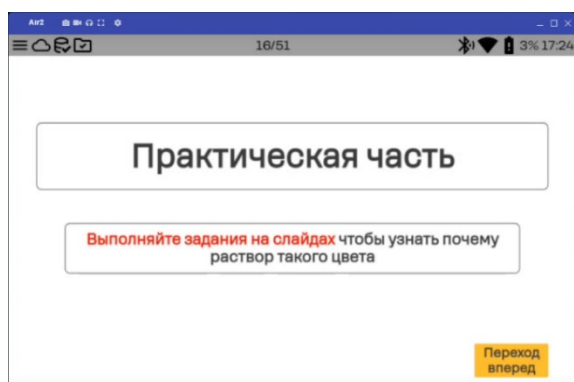 Air2
16/51
3% 17:24
Практическая часть
Выполняйте задания на слайдах чтобы узнать почему
раствор такого цвета
Переход
вперед